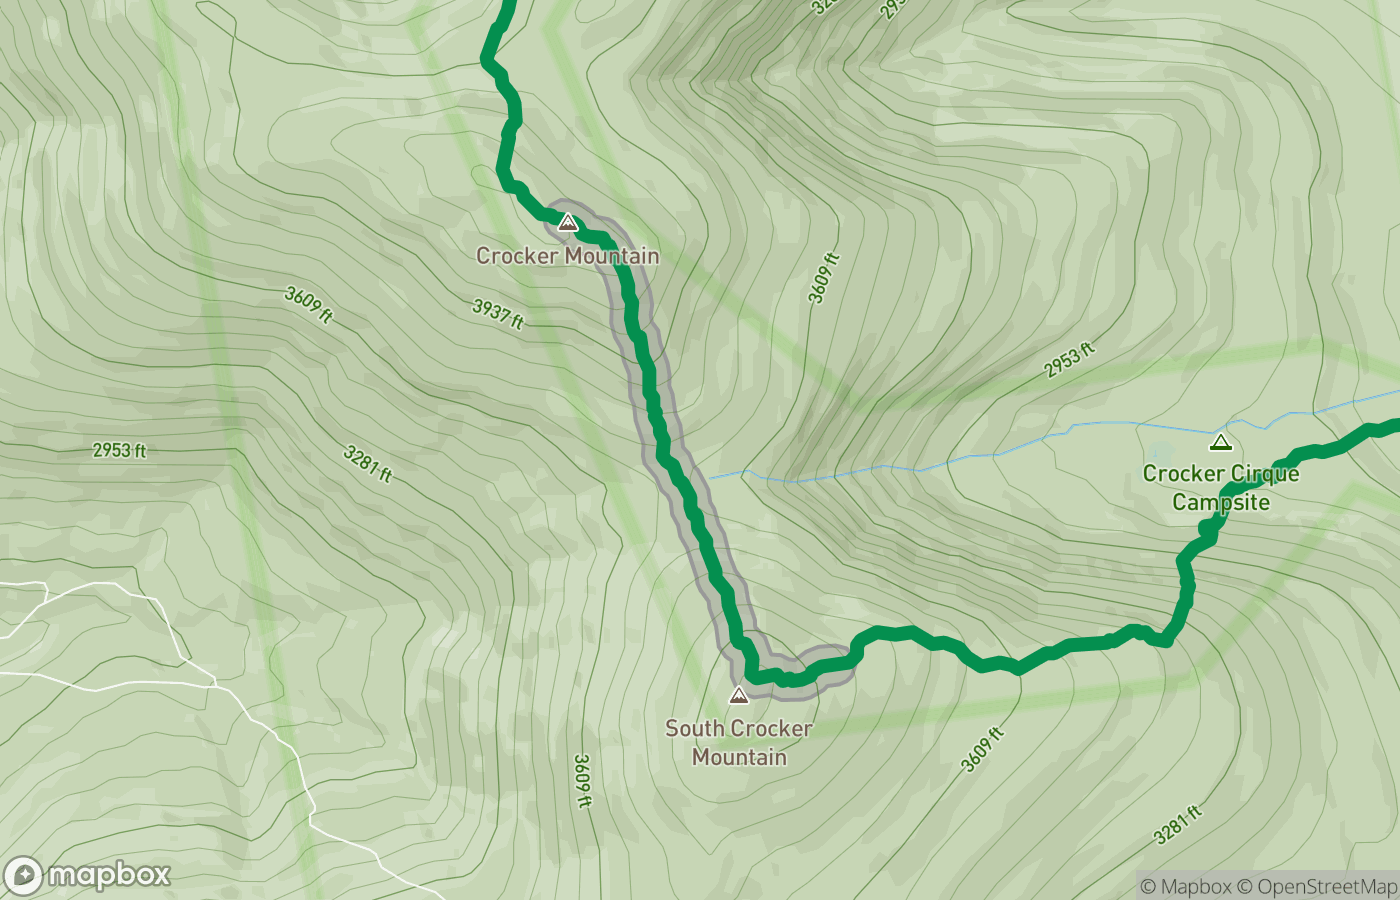 Crocker Mountain
3609 ft
3609 ft
3937 ft
2953 ft
2953 ft
3281 ft
Crocker Cirque
Campsite
South Crocker
Mountain
3609 ft
3609 ft
3281 ft
mapbox
© Mapbox © OpenStreetMap